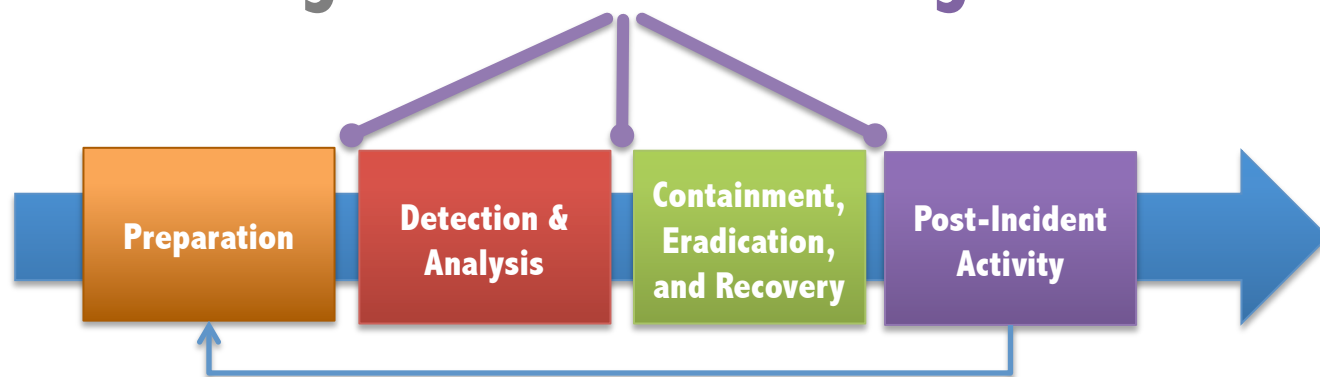 Preparation
Detection &
Analysis
Containment,
Eradication,
and Recovery
Post-Incident
Activity